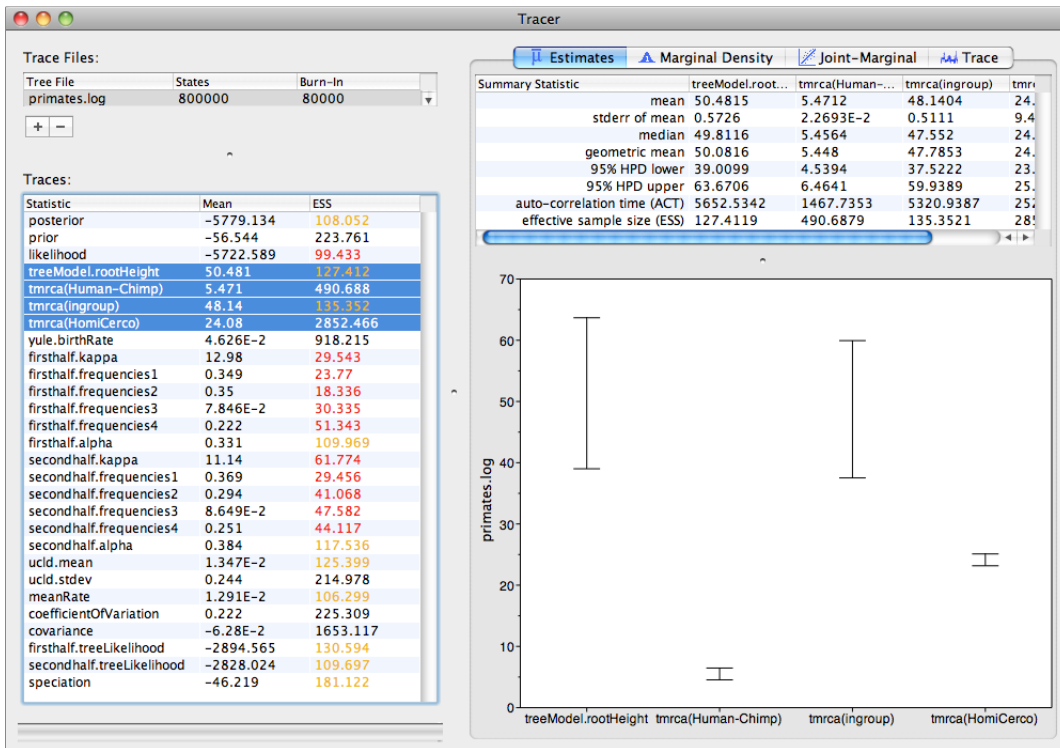 Tracer
Trace Files:
Tree File States Burn-In
primates.log 800000 80000
+ −
Traces:
Statistic Mean ESS
posterior -5779.134 108.052
prior -56.544 223.761
likelihood -5722.589 99.433
treeModel.rootHeight 50.481 127.412
tmrca(Human-Chimp) 5.471 490.688
tmrca(ingroup) 48.14 135.352
tmrca(HomiCerco) 24.08 2852.466
yule.birthRate 4.626E-2 918.215
firsthalf.kappa 12.98 29.543
firsthalf.frequencies1 0.349 23.77
firsthalf.frequencies2 0.35 18.336
firsthalf.frequencies3 7.846E-2 30.335
firsthalf.frequencies4 0.222 51.343
firsthalf.alpha 0.331 109.969
secondhalf.kappa 11.14 61.774
secondhalf.frequencies1 0.369 29.456
secondhalf.frequencies2 0.294 41.068
secondhalf.frequencies3 8.649E-2 47.582
secondhalf.frequencies4 0.251 44.117
secondhalf.alpha 0.384 117.536
ucld.mean 1.347E-2 125.399
ucld.stdev 0.244 214.978
meanRate 1.291E-2 106.299
coefficientOfVariation 0.222 225.309
covariance -6.28E-2 1653.117
firsthalf.treeLikelihood -2894.565 130.594
secondhalf.treeLikelihood -2828.024 109.697
speciation -46.219 181.122
Estimates Marginal Density Joint-Marginal Trace
Summary Statistic treeModel.root... tmrca(Human-... tmrca(ingroup) tmr
mean 50.4815 5.4712 48.1404 24.
stderr of mean 0.5726 2.2693E-2 0.5111 9.4
median 49.8116 5.4564 47.552 24.
geometric mean 50.0816 5.448 47.7853 24.
95% HPD lower 39.0099 4.5394 37.5222 23.
95% HPD upper 63.6706 6.4641 59.9389 25.
auto-correlation time (ACT) 5652.5342 1467.7353 5320.9387 252
effective sample size (ESS) 127.4119 490.6879 135.3521 285
70
60
50
40
30
20
10
0
primates.log
treeModel.rootHeight tmrca(Human-Chimp) tmrca(ingroup) tmrca(HomiCerco)